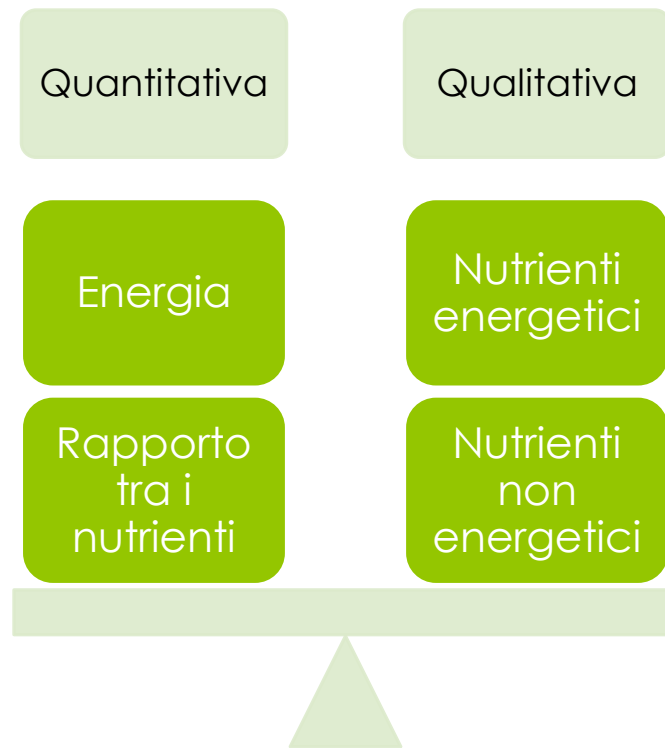 Quantitativa
Qualitativa
Energia
Nutrienti
energetici
Rapporto
tra i
nutrienti
Nutrienti
non
energetici